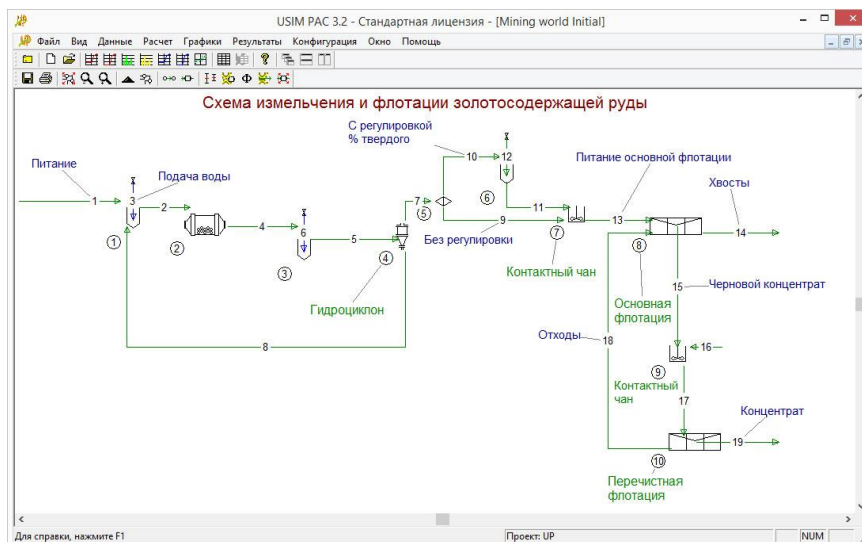 USIM PAC 3.2 - Стандартная лицензия - [Mining world Initial]
Файл Вид Данные Расчет Графики Результаты Конфигурация Окно Помощь
Схема измельчения и флотации золотосодержащей руды
С регулировкой
% твердого
Питание
Подача воды
Питание основной флотации
Хвосты
1
3
2
4
6
5
7
10
12
11
9
13
14
1
2
3
4
5
6
7
8
Без регулировки
Контактный чан
Гидроциклон
Основная
флотация
15
Черновой концентрат
8
Отходы
18
16
9
Контактный
чан
17
Концентрат
19
10
Перечистная
флотация
Для справки, нажмите F1
Проект: UP
NUM